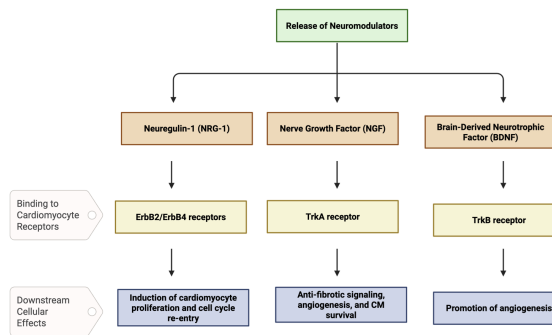 Release of Neuromodulators
Neuregulin-1 (NRG-1)
Nerve Growth Factor (NGF)
Brain-Derived Neurotrophic
Factor (BDNF)
Binding to
Cardiomyocyte
Receptors
ErbB2/ErbB4 receptors
TrkA receptor
TrkB receptor
Downstream
Cellular
Effects
Induction of cardiomyocyte
proliferation and cell cycle
re-entry
Anti-fibrotic signaling,
angiogenesis, and CM
survival
Promotion of angiogenesis